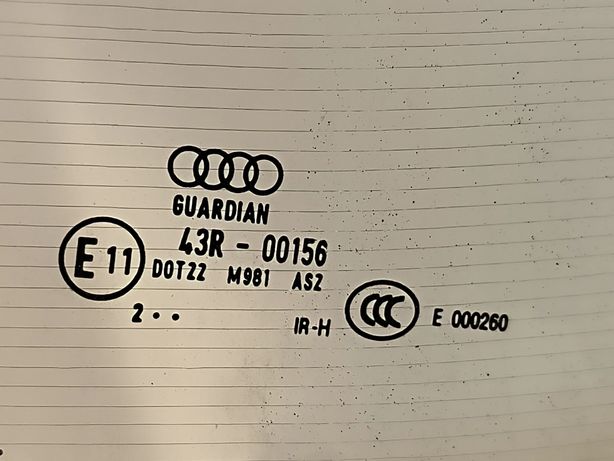 GUARDIAN
43R - 00156
E 11
DOT22 M981 AS2
2 • •
IR-H
CCC
E 000260